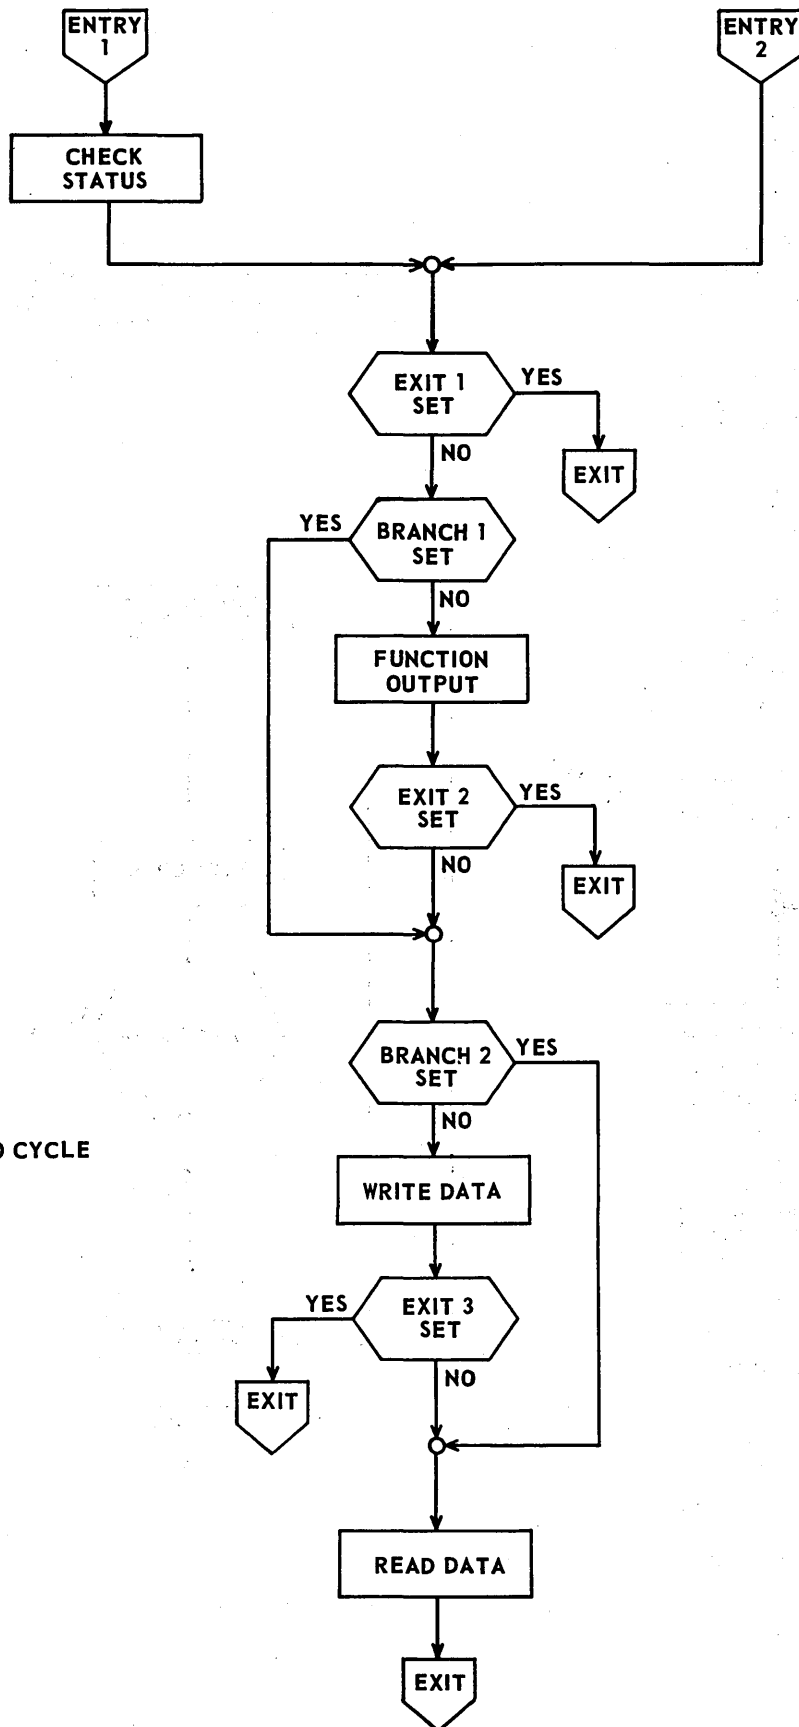 ENTRY
1
ENTRY
2
CHECK
STATUS
EXIT 1
SET
YES
EXIT
NO
YES
BRANCH 1
SET
NO
FUNCTION
OUTPUT
EXIT 2
SET
YES
EXIT
NO
BRANCH 2
SET
YES
NO
CYCLE
WRITE DATA
YES
EXIT 3
SET
NO
EXIT
READ DATA
EXIT